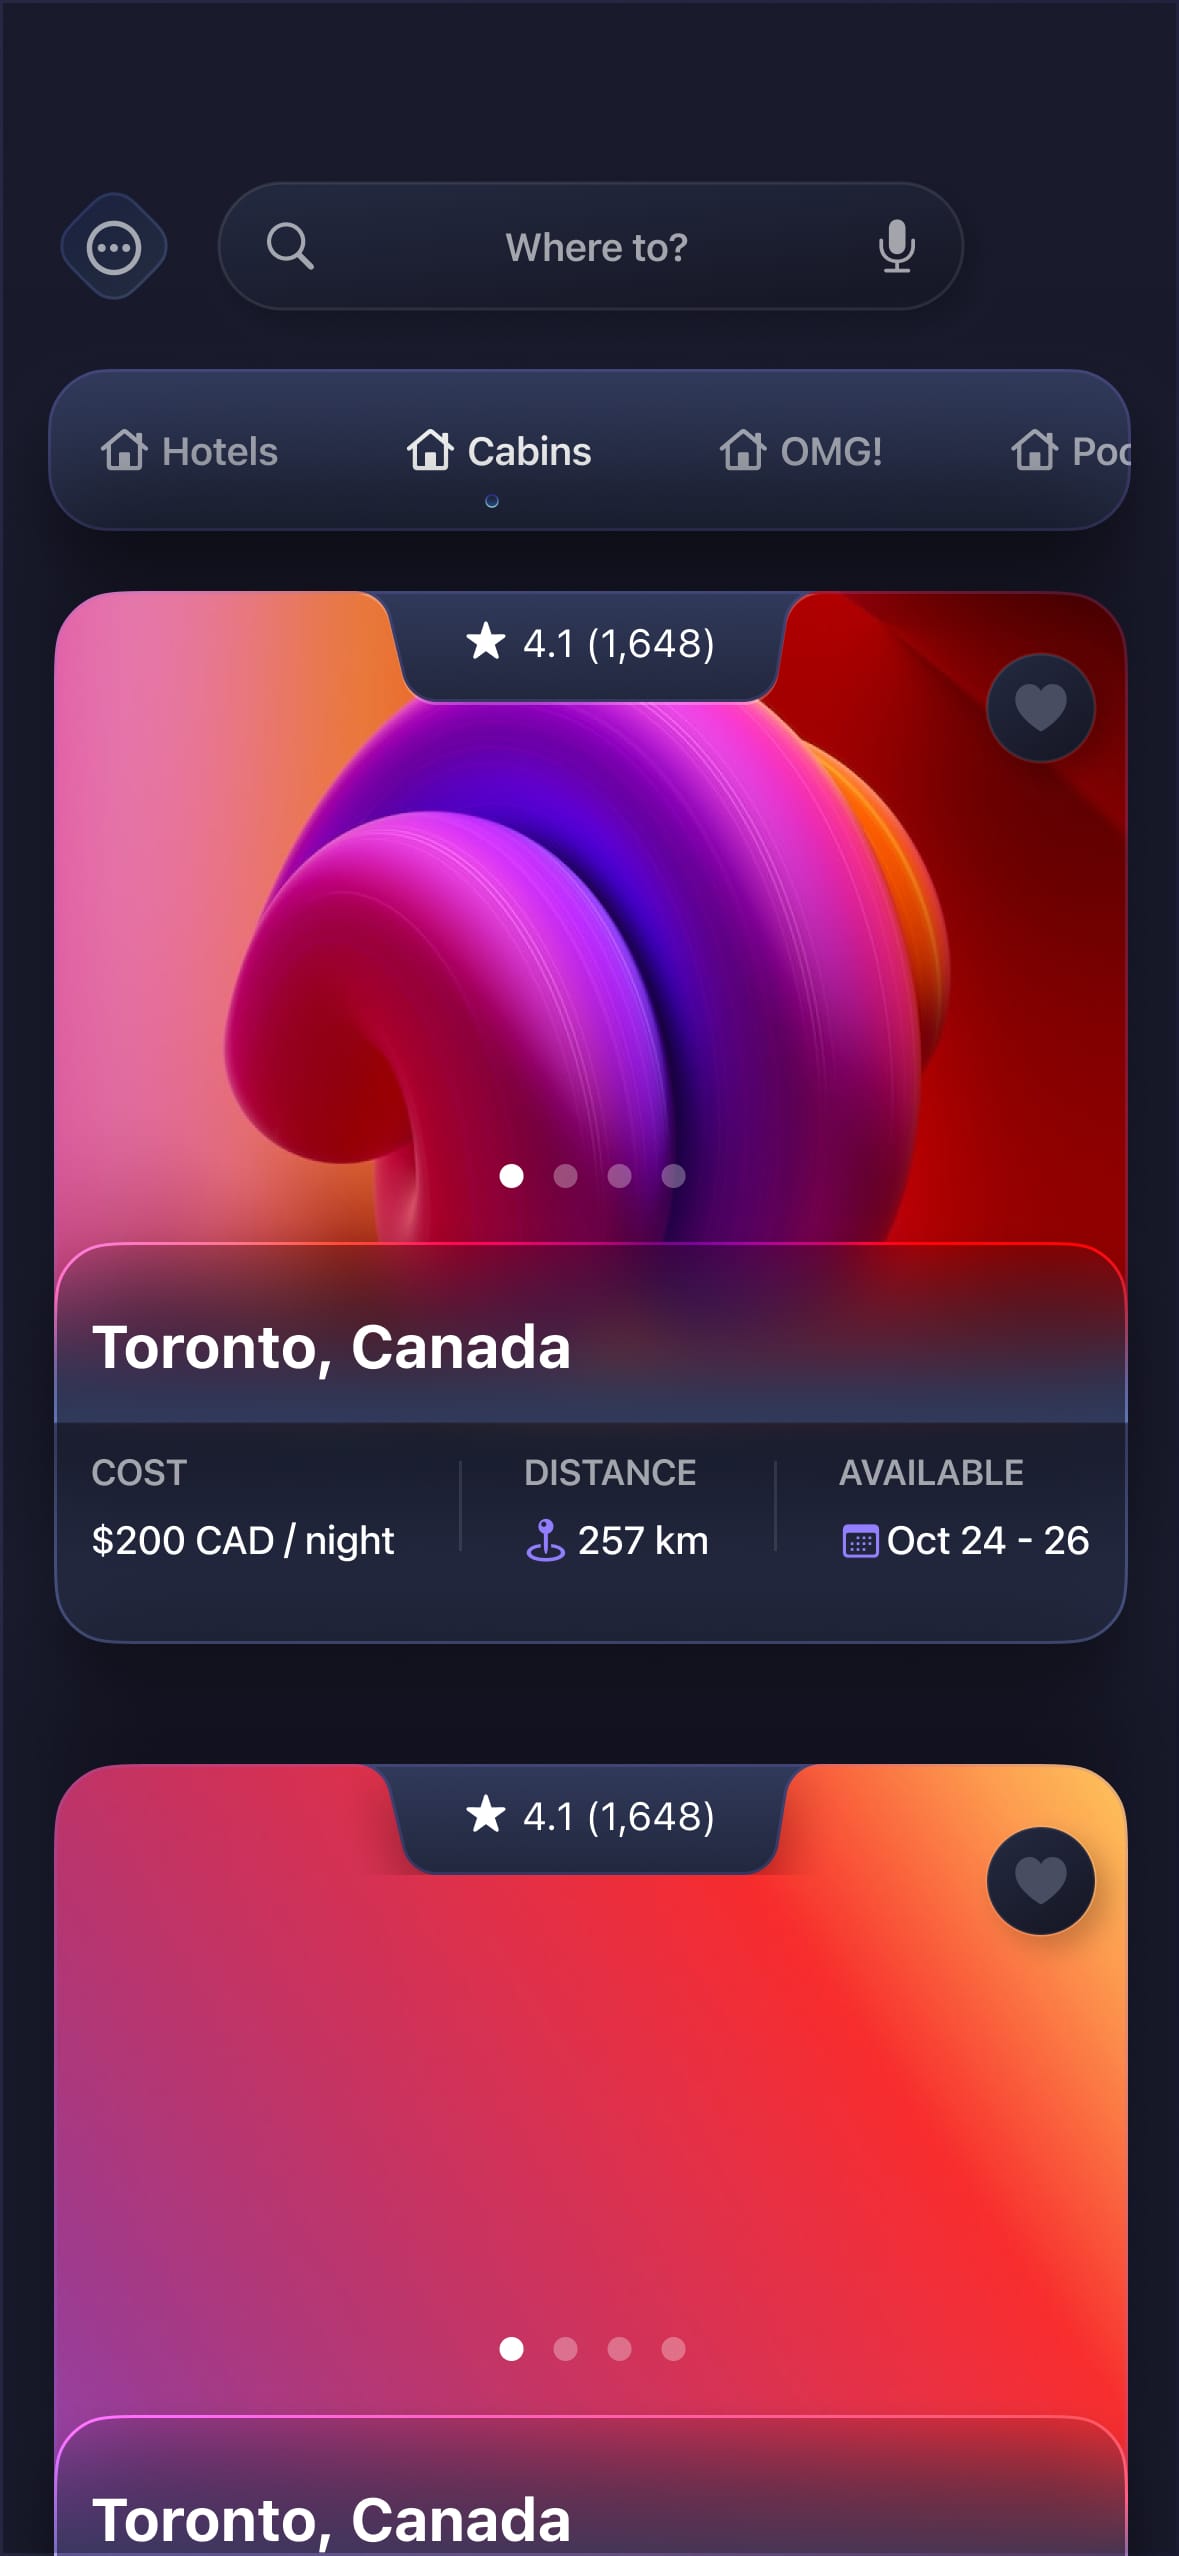 Where to?
Hotels Cabins OMG! Poo
4.1 (1,648)
Toronto, Canada
COST DISTANCE AVAILABLE
$200 CAD / night 257 km Oct 24 - 26
4.1 (1,648)
Toronto, Canada